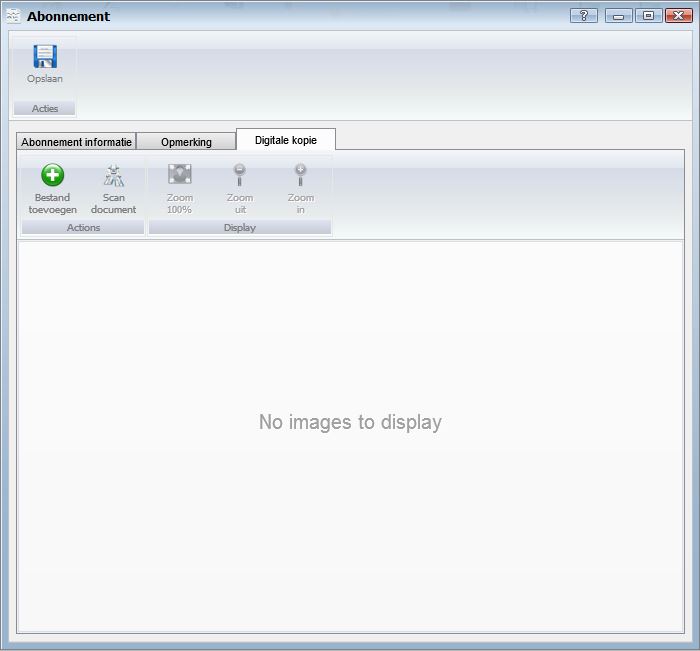 Abonnement
?
Opslaan
Acties
Abonnement informatie Opmerking Digitale kopie
Bestand toevoegen
Scan document
Zoom 100%
Zoom uit
Zoom in
Actions Display
No images to display